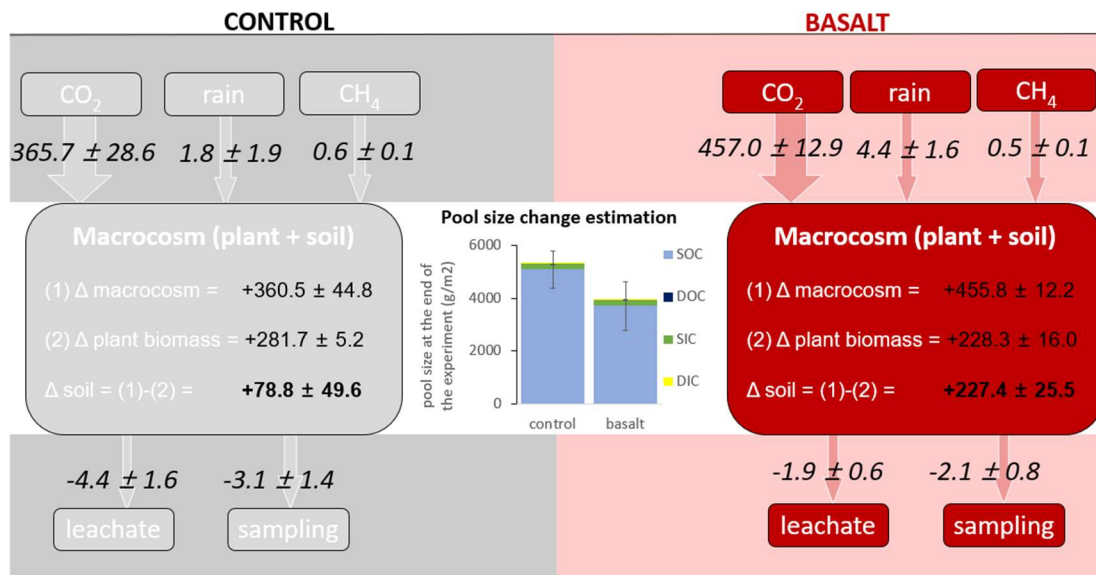 CONTROL
BASALT
CO2
rain
CH4
CO2
rain
CH4
365.7 ± 28.6
1.8 ± 1.9
0.6 ± 0.1
457.0 ± 12.9
4.4 ± 1.6
0.5 ± 0.1
Macrocosm (plant + soil)
(1) Δ macrocosm = +360.5 ± 44.8
(2) Δ plant biomass = +281.7 ± 5.2
Δ soil = (1)-(2) = +78.8 ± 49.6
Pool size change estimation
pool size at the end of
the experiment (g/m2)
6000
4000
2000
0
control
basalt
SOC
DOC
SIC
DIC
Macrocosm (plant + soil)
(1) Δ macrocosm = +455.8 ± 12.2
(2) Δ plant biomass = +228.3 ± 16.0
Δ soil = (1)-(2) = +227.4 ± 25.5
-4.4 ± 1.6
-3.1 ± 1.4
-1.9 ± 0.6
-2.1 ± 0.8
leachate
sampling
leachate
sampling